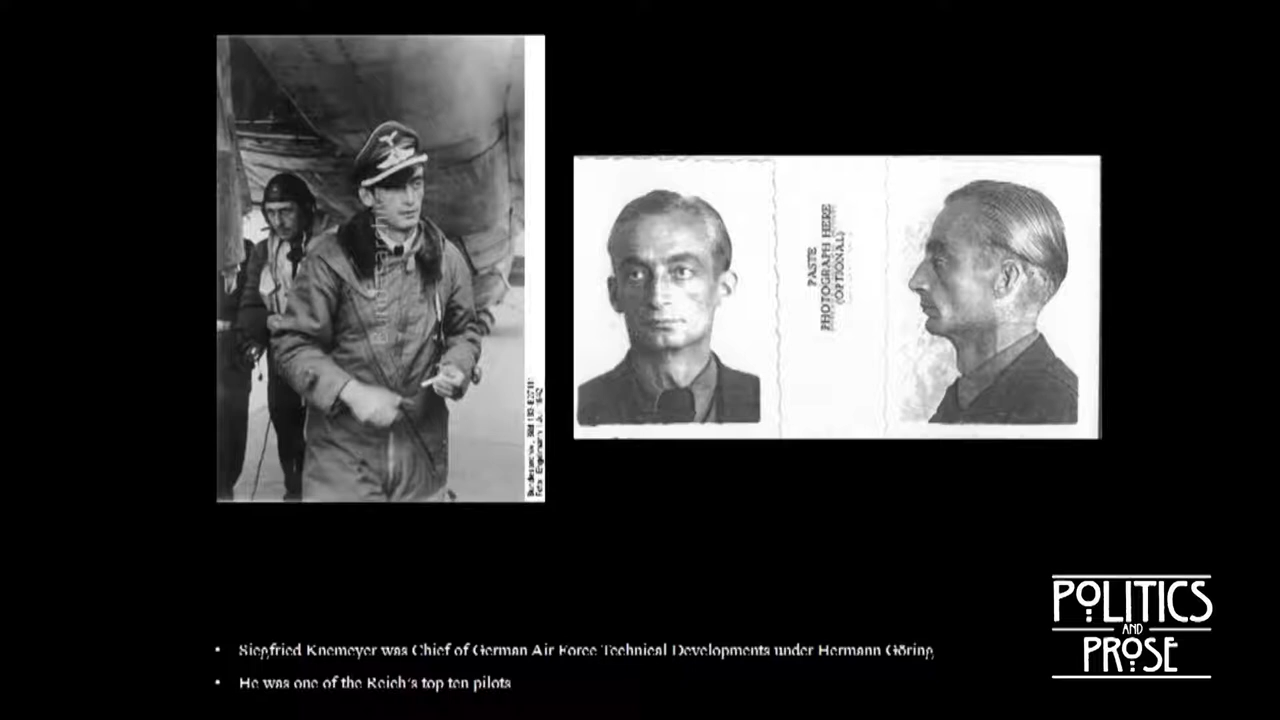 Bundesarchiv
PASTE
PHOTOGRAPH HERE
(OPTIONAL)
• Siegfried Knemeyer was Chief of German Air Force Technical Developments under Hermann Göring
• He was one of the Reich's top ten pilots
POLITICS
AND
PROSE